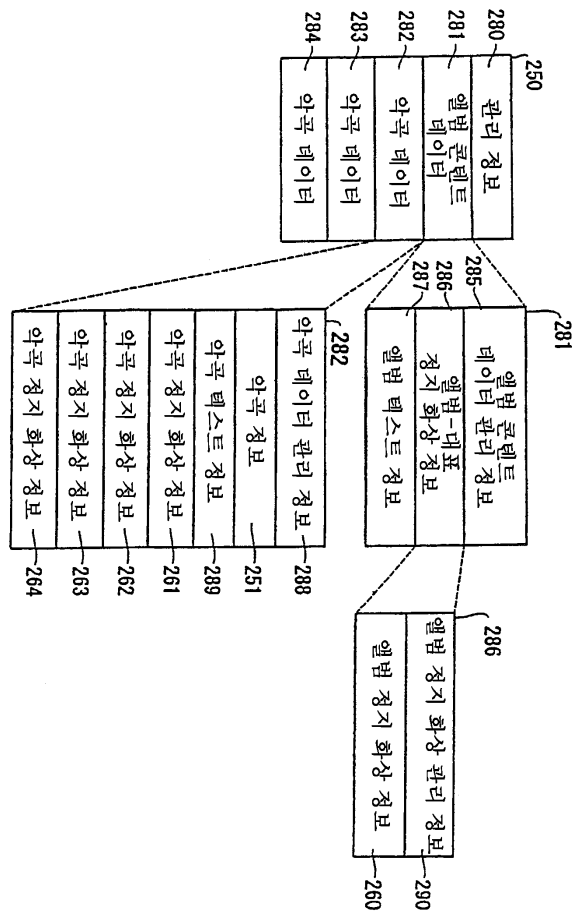 250
280
관리 정보
281
앨범 콘텐트
데이터
282
악곡 데이터
283
악곡 데이터
284
악곡 데이터
281
285
앨범 콘텐트
데이터 관리 정보
286
앨범-대표
정지 화상 정보
287
앨범 텍스트 정보
282
악곡 데이터 관리 정보
288
악곡 정보
251
악곡 텍스트 정보
289
악곡 정지 화상 정보
261
악곡 정지 화상 정보
262
악곡 정지 화상 정보
263
악곡 정지 화상 정보
264
286
앨범 정지 화상 관리 정보
290
앨범 정지 화상 정보
260